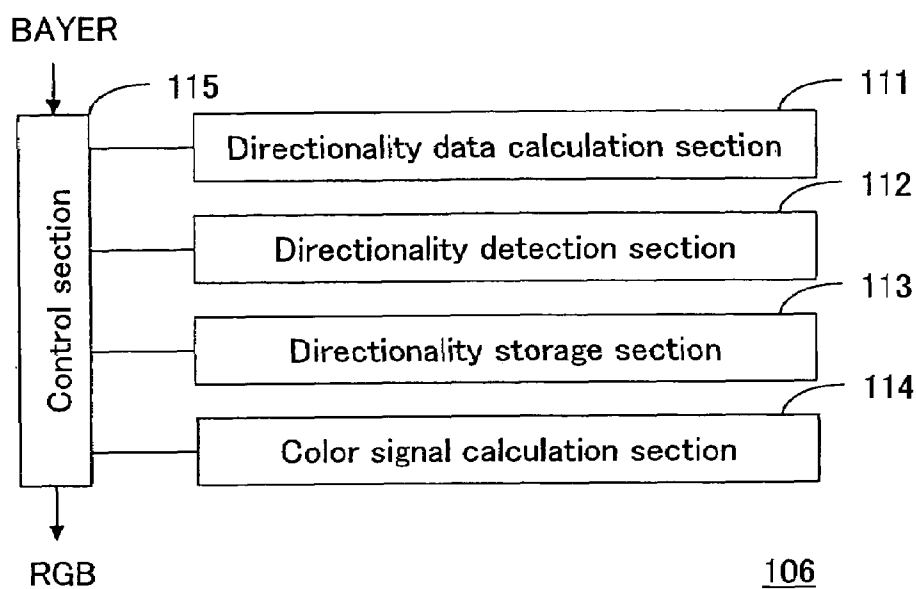 BAYER
115
111
Directionality data calculation section
112
Directionality detection section
113
Directionality storage section
114
Color signal calculation section
Control section
RGB
106